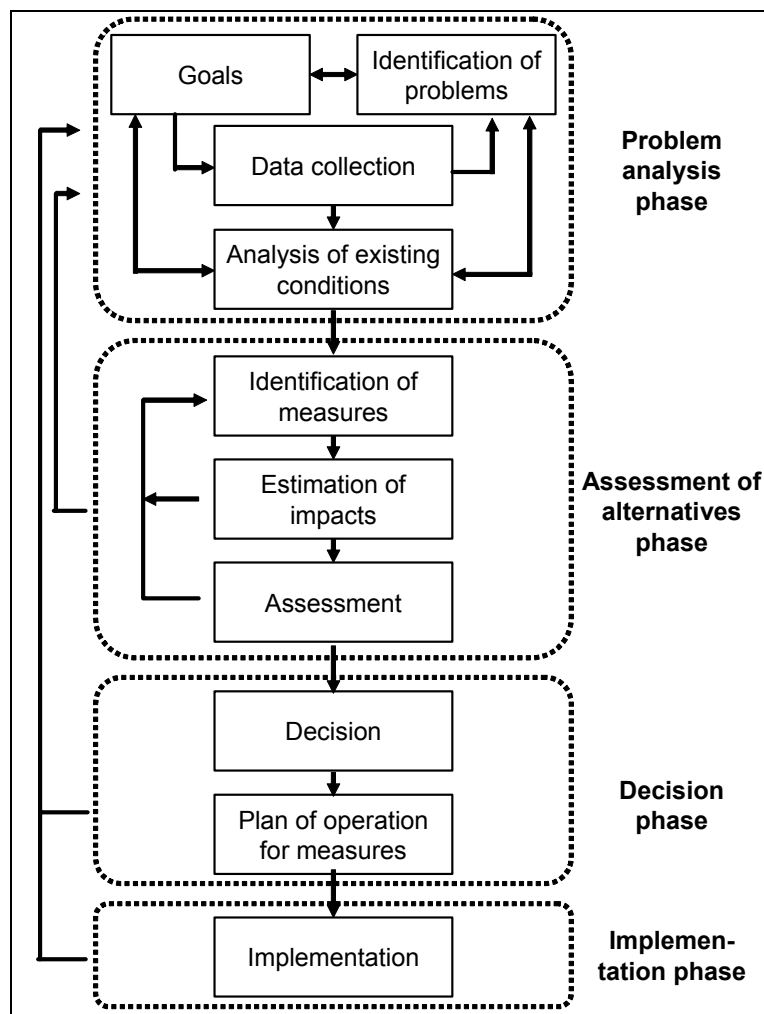 Goals
Identification of
problems
Data collection
Analysis of existing
conditions
Problem
analysis
phase
Identification of
measures
Estimation of
impacts
Assessment
Assessment of
alternatives
phase
Decision
Plan of operation
for measures
Decision
phase
Implementation
Implemen-
tation phase